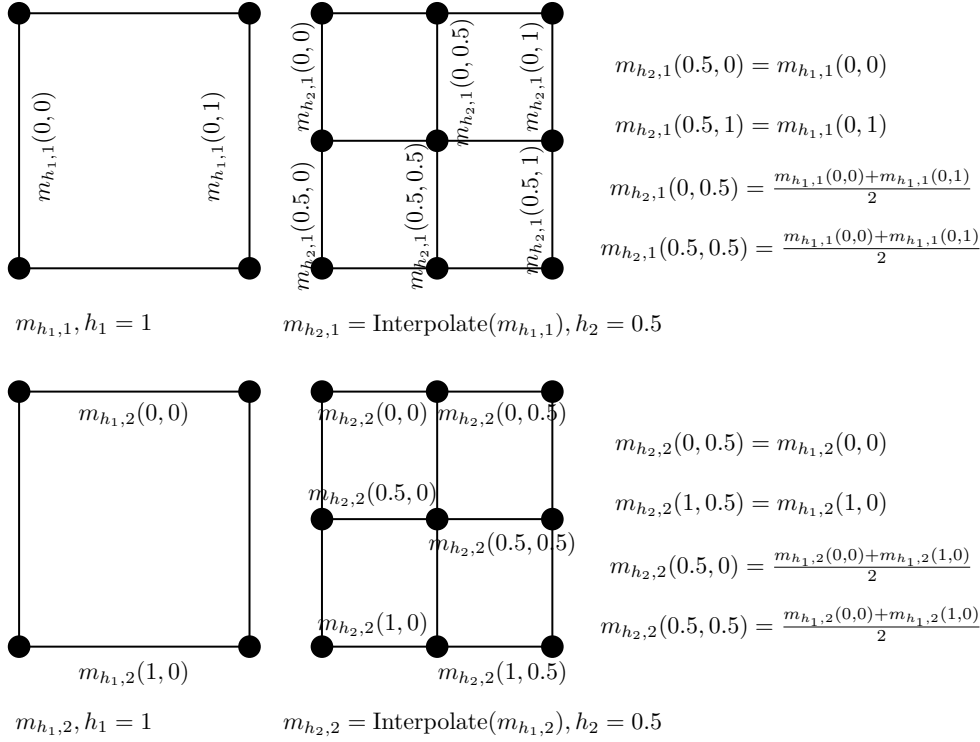 $m_{h_1,1}(0,0)$
$m_{h_1,1}(0,1)$
$m_{h_2,1}(0,0)$
$m_{h_2,1}(0,0.5)$
$m_{h_2,1}(0,1)$
$m_{h_2,1}(0.5,0)$
$m_{h_2,1}(0.5,0.5)$
$m_{h_2,1}(0.5,1)$
$m_{h_2,1}(0.5,0) = m_{h_1,1}(0,0)$
$m_{h_2,1}(0.5,1) = m_{h_1,1}(0,1)$
$m_{h_2,1}(0,0.5) = \frac{m_{h_1,1}(0,0)+m_{h_1,1}(0,1)}{2}$
$m_{h_2,1}(0.5,0.5) = \frac{m_{h_1,1}(0,0)+m_{h_1,1}(0,1)}{2}$
$m_{h_1,1}, h_1 = 1$
$m_{h_2,1} = \text{Interpolate}(m_{h_1,1}), h_2 = 0.5$
$m_{h_1,2}(0,0)$
$m_{h_1,2}(1,0)$
$m_{h_2,2}(0,0)$
$m_{h_2,2}(0,0.5)$
$m_{h_2,2}(0.5,0)$
$m_{h_2,2}(0.5,0.5)$
$m_{h_2,2}(1,0)$
$m_{h_2,2}(1,0.5)$
$m_{h_2,2}(0,0.5) = m_{h_1,2}(0,0)$
$m_{h_2,2}(1,0.5) = m_{h_1,2}(1,0)$
$m_{h_2,2}(0.5,0) = \frac{m_{h_1,2}(0,0)+m_{h_1,2}(1,0)}{2}$
$m_{h_2,2}(0.5,0.5) = \frac{m_{h_1,2}(0,0)+m_{h_1,2}(1,0)}{2}$
$m_{h_1,2}, h_1 = 1$
$m_{h_2,2} = \text{Interpolate}(m_{h_1,2}), h_2 = 0.5$